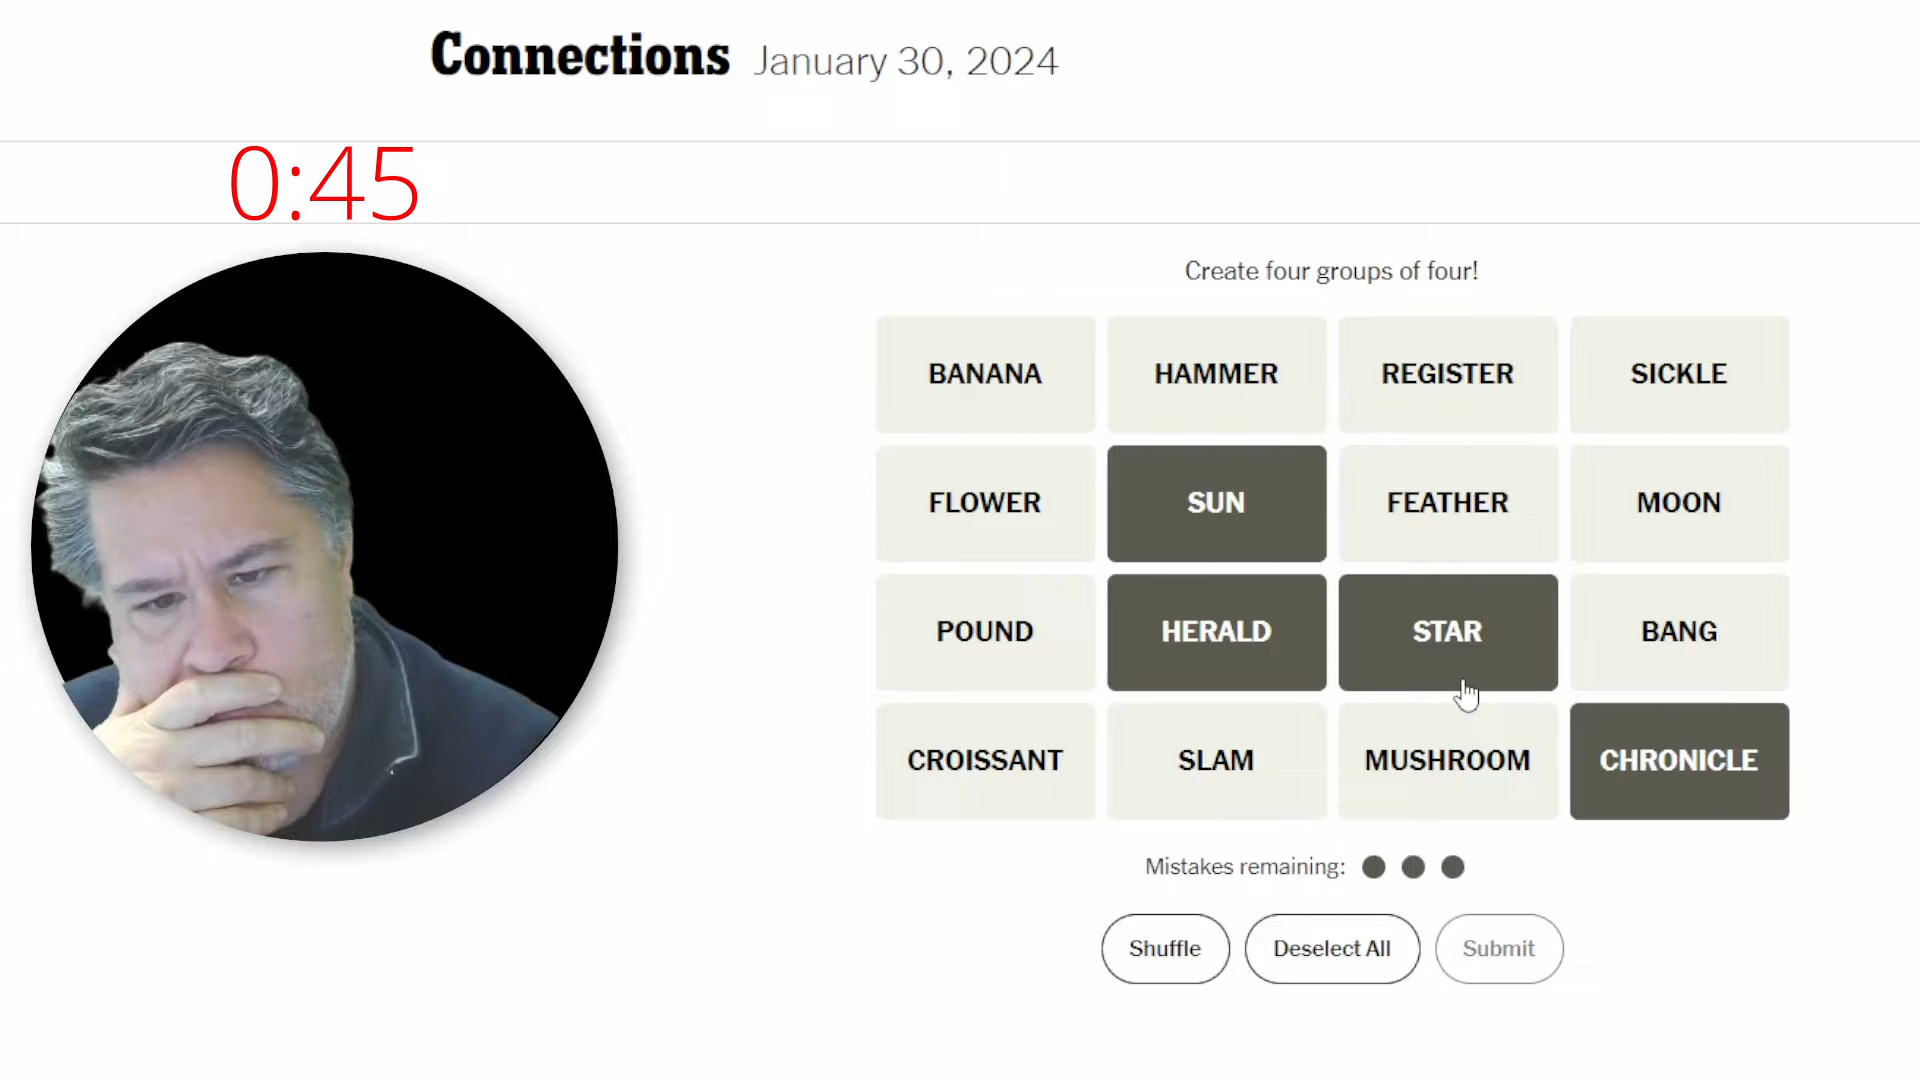 Connections January 30, 2024
0:45
Create four groups of four!
BANANA HAMMER REGISTER SICKLE
FLOWER SUN FEATHER MOON
POUND HERALD STAR BANG
CROISSANT SLAM MUSHROOM CHRONICLE
Mistakes remaining:
Shuffle Deselect All Submit